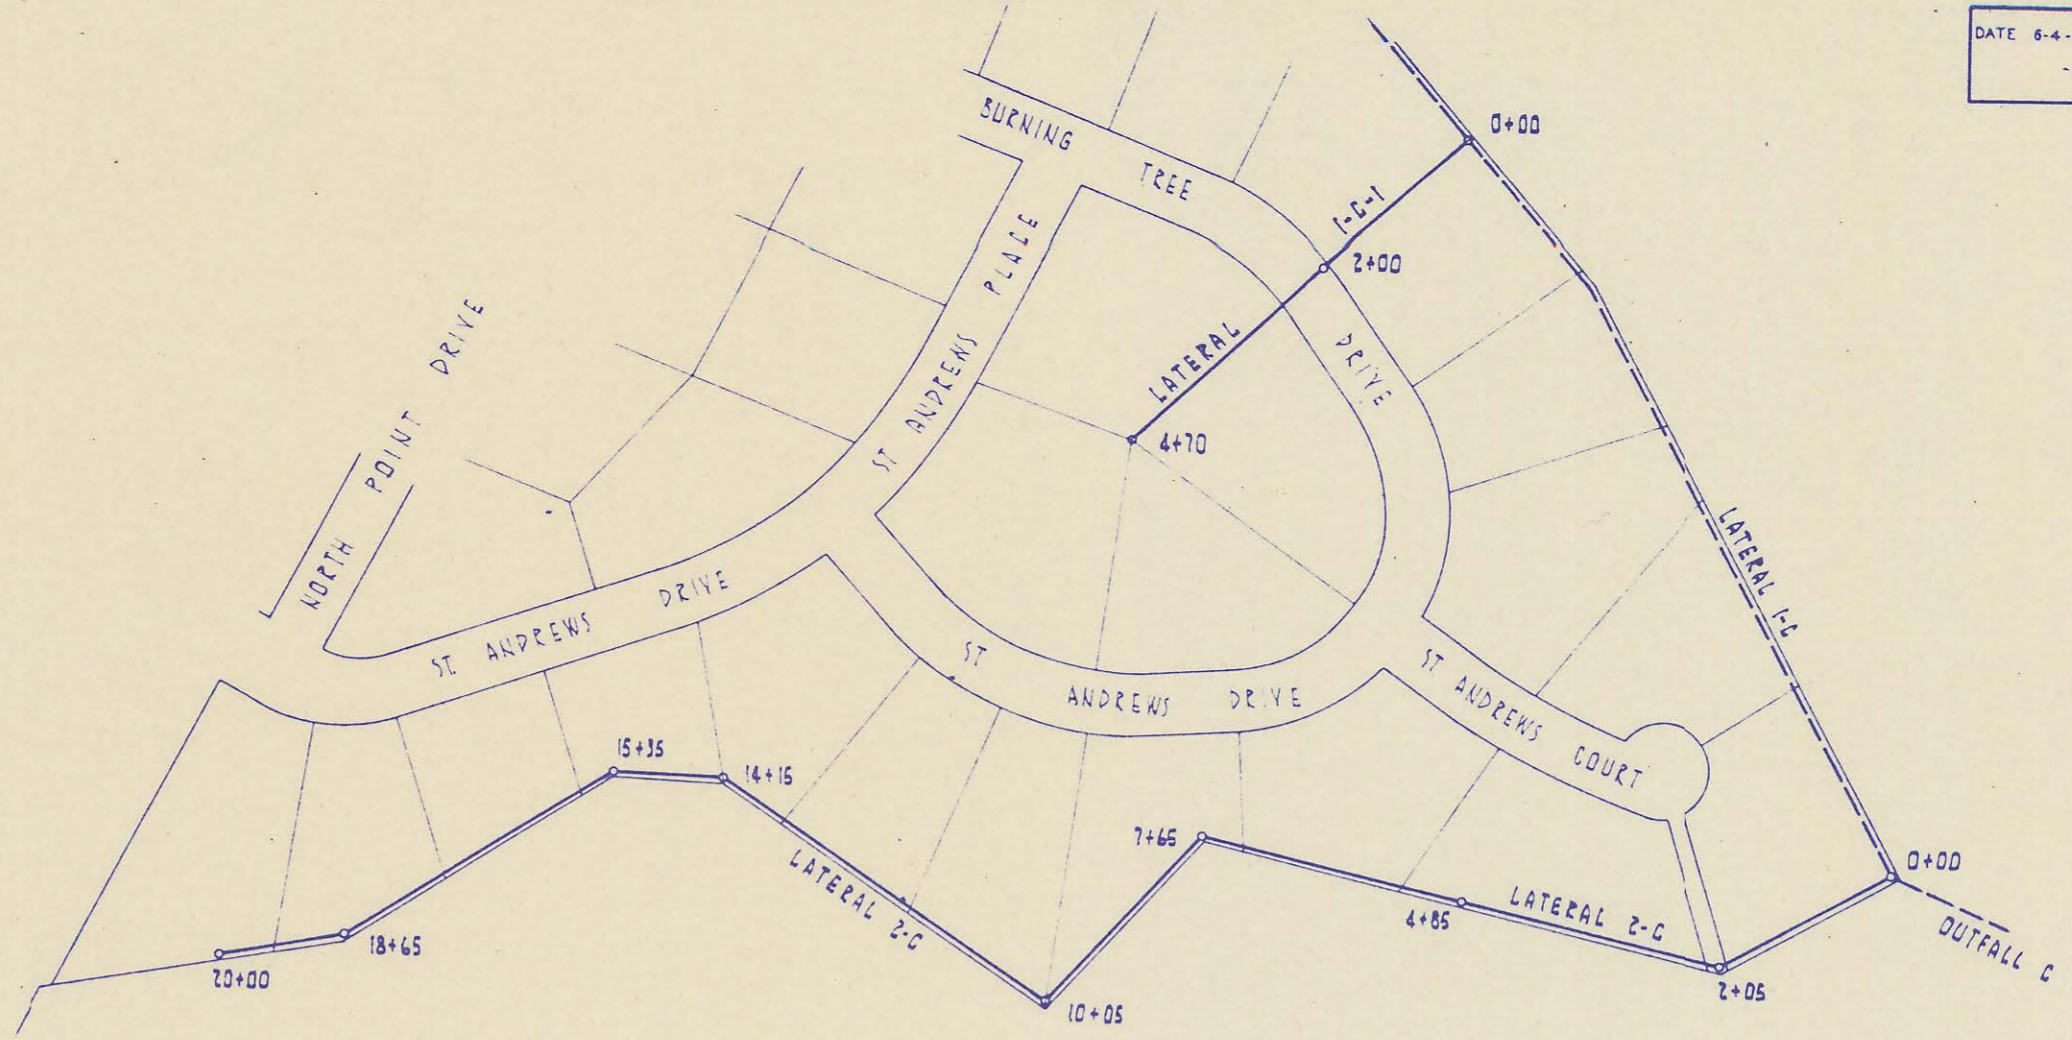 DATE 6-4-
BURNING TREE DRIVE
0+00
LATERAL 1-C-1
2+00
4+70
ST ANDRENS PLACE
NORTH POINT DRIVE
ST. ANDREWS DRIVE
ST ANDREWS DRIVE
ST. ANDREWS COURT
LATERAL 1-C
15+35
14+15
LATERAL 2-C
18+65
20+00
10+05
7+65
4+85
LATERAL 2-C
2+05
0+00
OUTFALL C